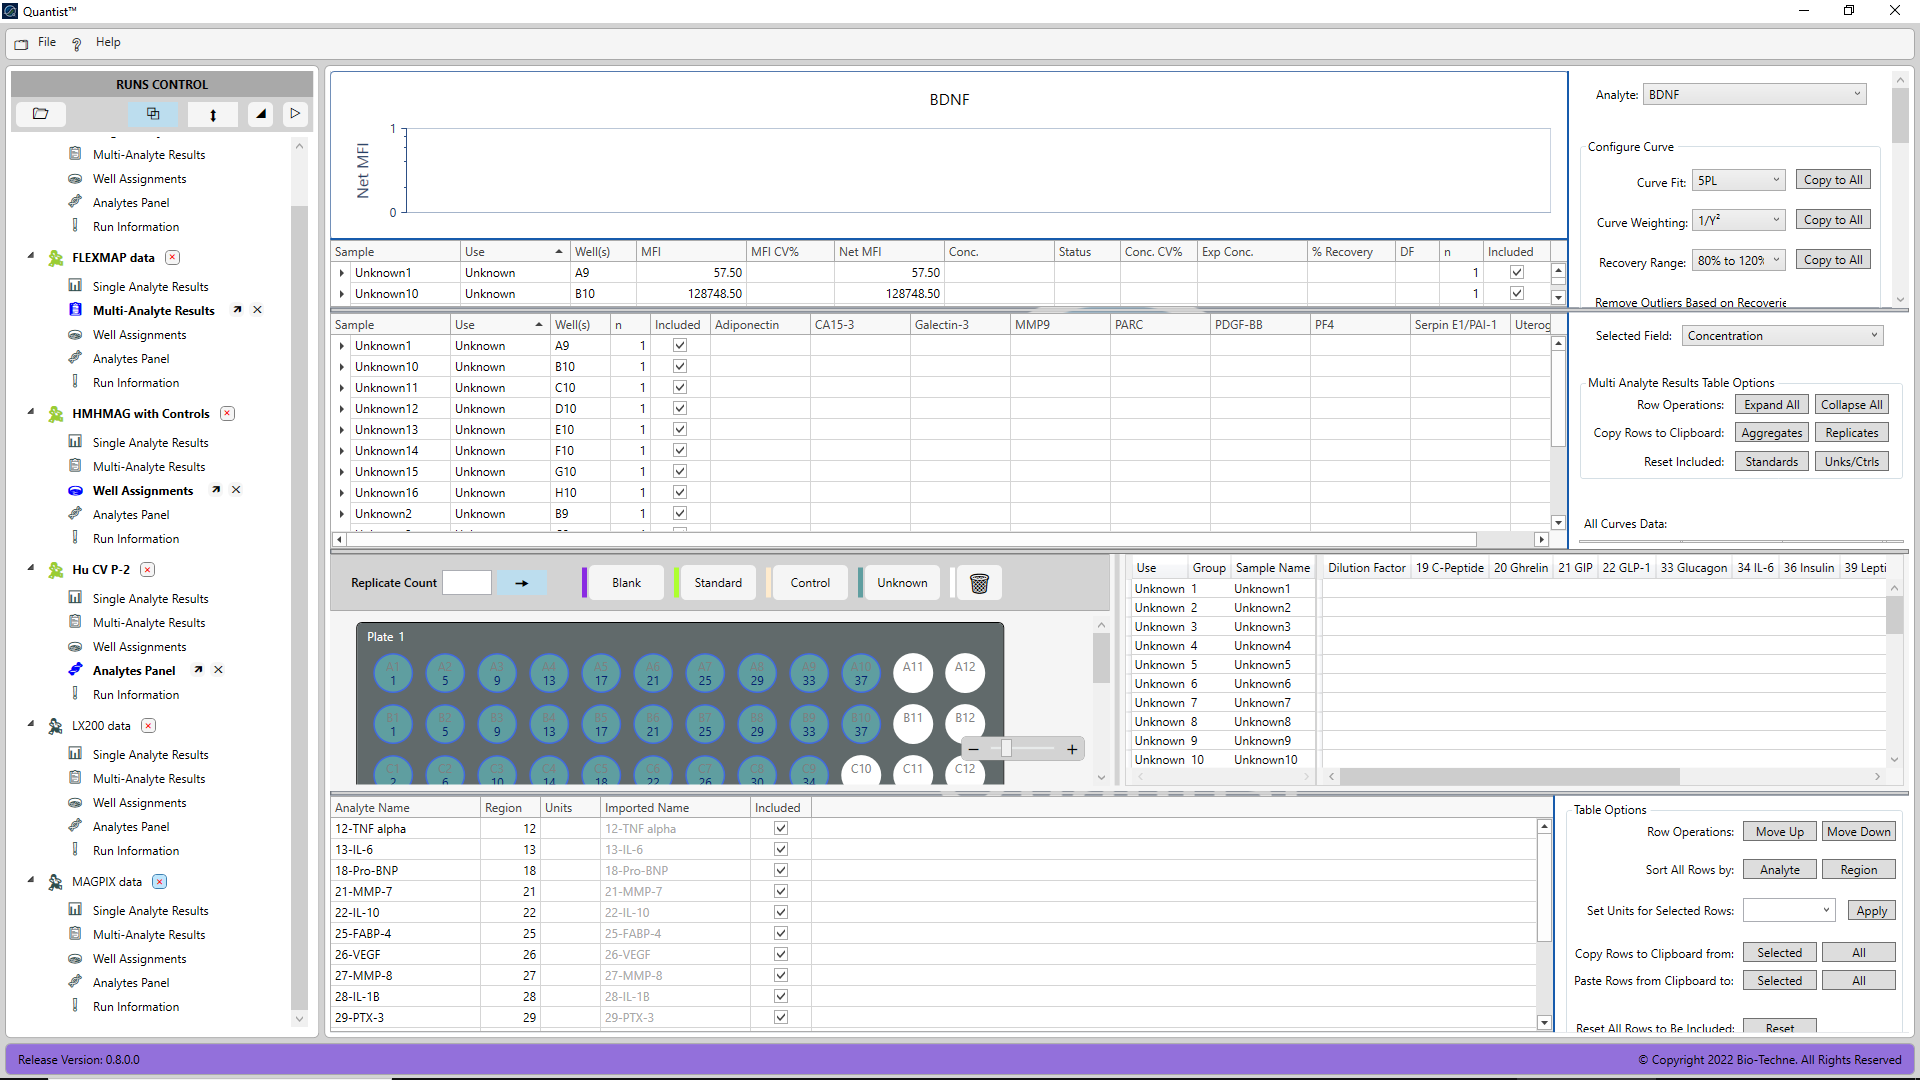 Quantist™
File Help
RUNS CONTROL
Multi-Analyte Results
Well Assignments
Analytes Panel
Run Information
FLEXMAP data
Single Analyte Results
Multi-Analyte Results
Well Assignments
Analytes Panel
Run Information
HMHMAG with Controls
Single Analyte Results
Multi-Analyte Results
Well Assignments
Analytes Panel
Run Information
Hu CV P-2
Single Analyte Results
Multi-Analyte Results
Well Assignments
Analytes Panel
Run Information
LX200 data
Single Analyte Results
Multi-Analyte Results
Well Assignments
Analytes Panel
Run Information
MAGPIX data
Single Analyte Results
Multi-Analyte Results
Well Assignments
Analytes Panel
Run Information
BDNF
Net MFI
1
0
Sample Use Well(s) MFI MFI CV% Net MFI Conc. Status Conc. CV% Exp Conc. % Recovery DF n Included
Unknown1 Unknown A9 57.50 57.50 1
Unknown10 Unknown B10 128748.50 128748.50 1
Analyte: BDNF
Configure Curve
Curve Fit: 5PL Copy to All
Curve Weighting: 1/Y² Copy to All
Recovery Range: 80% to 120% Copy to All
Remove Outliers Based on Recoverie
Sample Use Well(s) n Included Adiponectin CA15-3 Galectin-3 MMP9 PARC PDGF-BB PF4 Serpin E1/PAI-1 Uterog
Unknown1 Unknown A9 1
Unknown10 Unknown B10 1
Unknown11 Unknown C10 1
Unknown12 Unknown D10 1
Unknown13 Unknown E10 1
Unknown14 Unknown F10 1
Unknown15 Unknown G10 1
Unknown16 Unknown H10 1
Unknown2 Unknown B9 1
Selected Field: Concentration
Multi Analyte Results Table Options
Row Operations: Expand All Collapse All
Copy Rows to Clipboard: Aggregates Replicates
Reset Included: Standards Unks/Ctrls
All Curves Data:
Replicate Count Blank Standard Control Unknown
Plate 1
A1 A2 A3 A4 A5 A6 A7 A8 A9 A10 A11 A12
1 5 9 13 17 21 25 29 33 37
B1 B2 B3 B4 B5 B6 B7 B8 B9 B10 B11 B12
1 5 9 13 17 21 25 29 33 37
C1 C2 C3 C4 C5 C6 C7 C8 C9 C10 C11 C12
2 6 10 14 18 22 26 30 34
Use Group Sample Name Dilution Factor 19 C-Peptide 20 Ghrelin 21 GIP 22 GLP-1 33 Glucagon 34 IL-6 36 Insulin 39 Lepti
Unknown 1 Unknown1
Unknown 2 Unknown2
Unknown 3 Unknown3
Unknown 4 Unknown4
Unknown 5 Unknown5
Unknown 6 Unknown6
Unknown 7 Unknown7
Unknown 8 Unknown8
Unknown 9 Unknown9
Unknown 10 Unknown10
Analyte Name Region Units Imported Name Included
12-TNF alpha 12 12-TNF alpha
13-IL-6 13 13-IL-6
18-Pro-BNP 18 18-Pro-BNP
21-MMP-7 21 21-MMP-7
22-IL-10 22 22-IL-10
25-FABP-4 25 25-FABP-4
26-VEGF 26 26-VEGF
27-MMP-8 27 27-MMP-8
28-IL-1B 28 28-IL-1B
29-PTX-3 29 29-PTX-3
Table Options
Row Operations: Move Up Move Down
Sort All Rows by: Analyte Region
Set Units for Selected Rows: Apply
Copy Rows to Clipboard from: Selected All
Paste Rows from Clipboard to: Selected All
Reset All Rows to Be Included: Reset
Release Version: 0.8.0.0
© Copyright 2022 Bio-Techne. All Rights Reserved